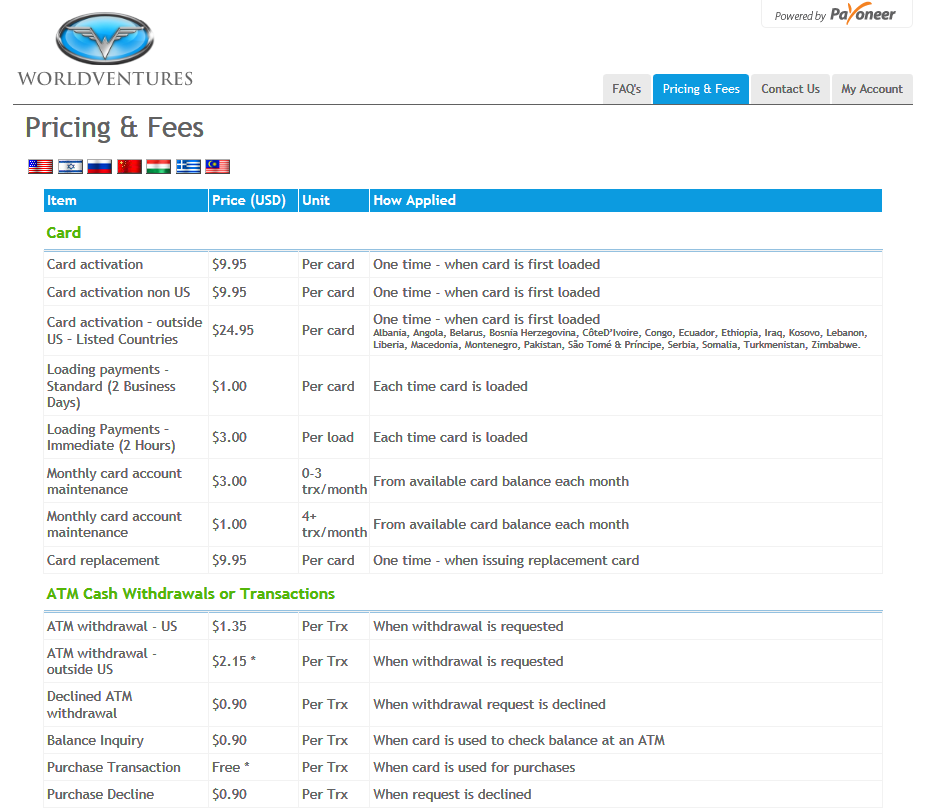 Powered by Payoneer
WORLDVENTURES
FAQ's Pricing & Fees Contact Us My Account
Pricing & Fees
Item Price (USD) Unit How Applied
Card
Card activation $9.95 Per card One time - when card is first loaded
Card activation non US $9.95 Per card One time - when card is first loaded
Card activation – outside US – Listed Countries $24.95 Per card One time – when card is first loaded
Albania, Angola, Belarus, Bosnia Herzegovina, CôteD'Ivoire, Congo, Ecuador, Ethiopia, Iraq, Kosovo, Lebanon,
Liberia, Macedonia, Montenegro, Pakistan, São Tomé & Príncipe, Serbia, Somalia, Turkmenistan, Zimbabwe.
Loading payments - Standard (2 Business Days) $1.00 Per card Each time card is loaded
Loading Payments – Immediate (2 Hours) $3.00 Per load Each time card is loaded
Monthly card account maintenance $3.00 0-3 trx/month From available card balance each month
Monthly card account maintenance $1.00 4+ trx/month From available card balance each month
Card replacement $9.95 Per card One time - when issuing replacement card
ATM Cash Withdrawals or Transactions
ATM withdrawal - US $1.35 Per Trx When withdrawal is requested
ATM withdrawal - outside US $2.15 * Per Trx When withdrawal is requested
Declined ATM withdrawal $0.90 Per Trx When withdrawal request is declined
Balance Inquiry $0.90 Per Trx When card is used to check balance at an ATM
Purchase Transaction Free * Per Trx When card is used for purchases
Purchase Decline $0.90 Per Trx When request is declined